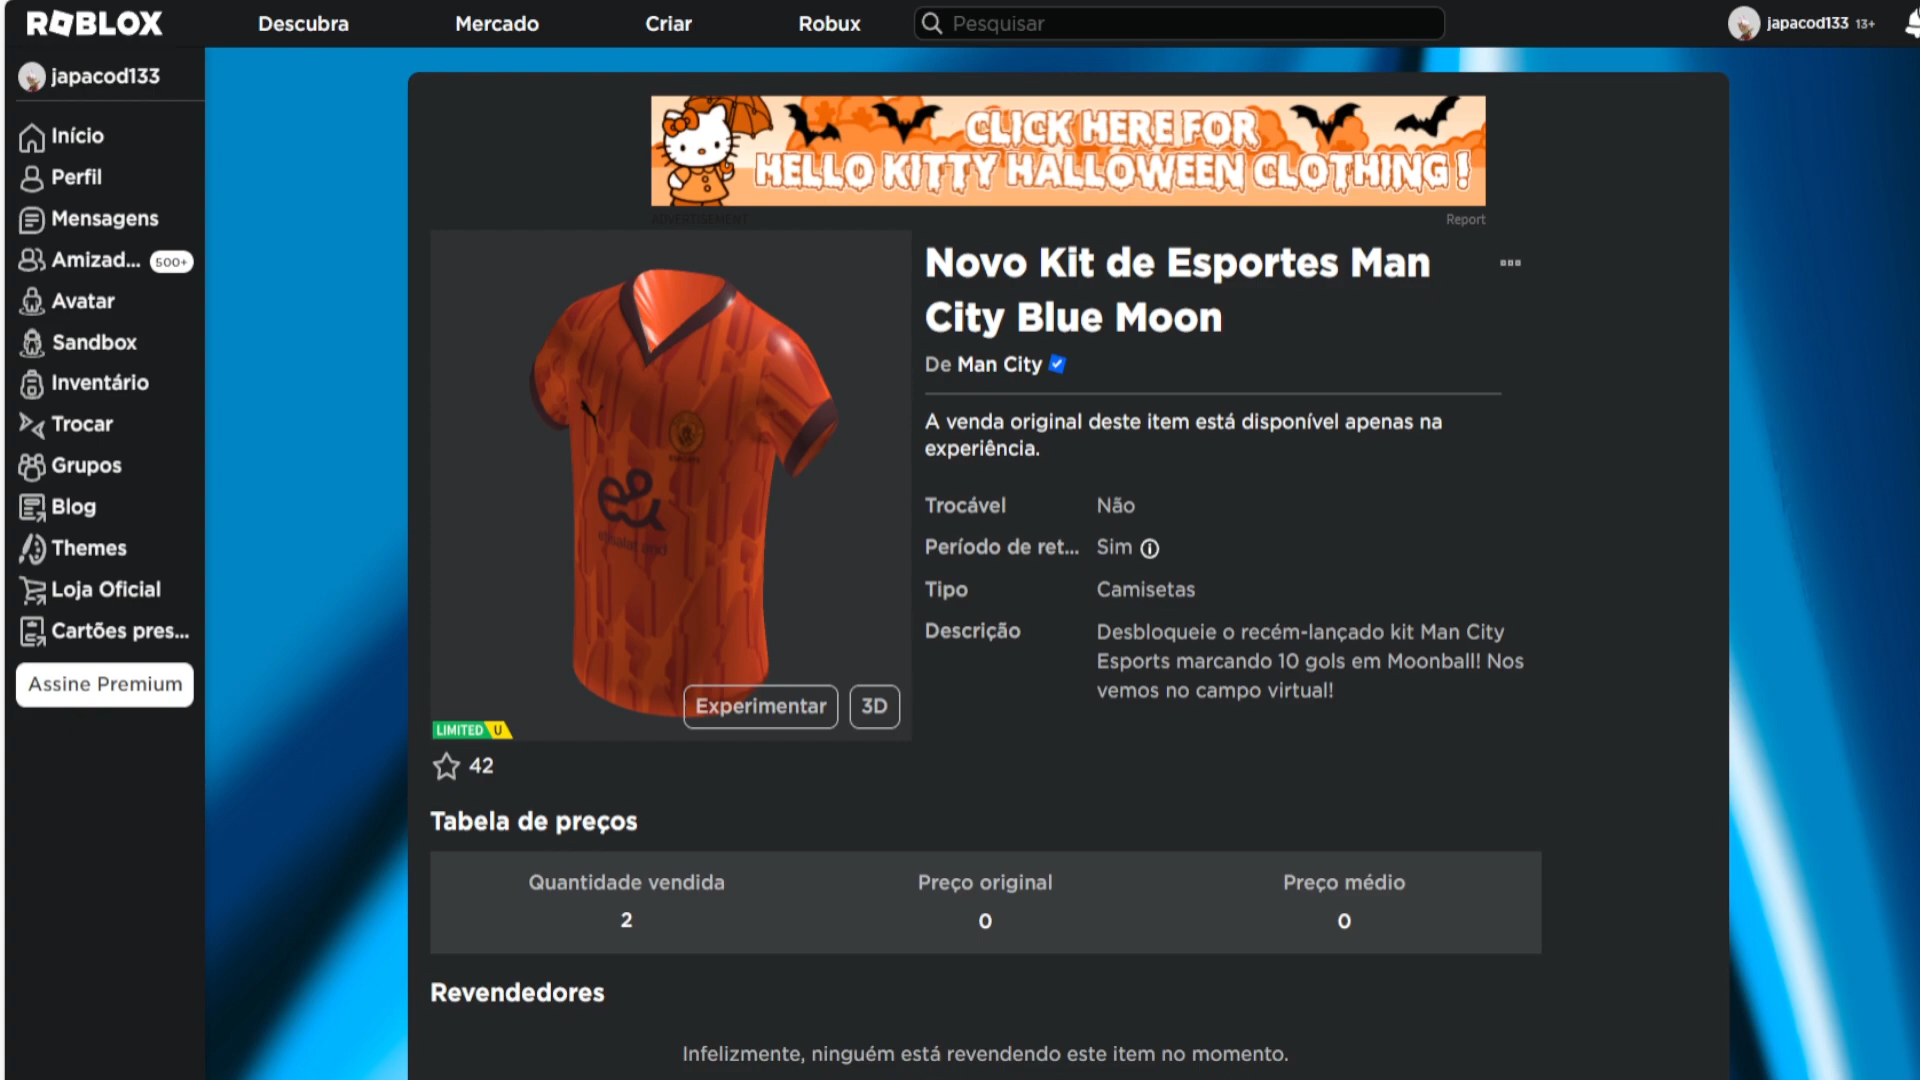 ROBLOX
Descubra
Mercado
Criar
Robux
Pesquisar
japacod133 13+
japacod133
Início
Perfil
Mensagens
Amizad... 500+
Avatar
Sandbox
Inventário
Trocar
Grupos
Blog
Themes
Loja Oficial
Cartões pres...
Assine Premium
CLICK HERE FOR
HELLO KITTY HALLOWEEN CLOTHING!
ADVERTISEMENT
Report
Novo Kit de Esportes Man
City Blue Moon
De Man City
A venda original deste item está disponível apenas na
experiência.
Trocável Não
Período de ret... Sim
Tipo Camisetas
Descrição Desbloqueie o recém-lançado kit Man City
Esports marcando 10 gols em Moonball! Nos
vemos no campo virtual!
Experimentar
3D
LIMITED U
42
Tabela de preços
Quantidade vendida
2
Preço original
0
Preço médio
0
Revendedores
Infelizmente, ninguém está revendendo este item no momento.